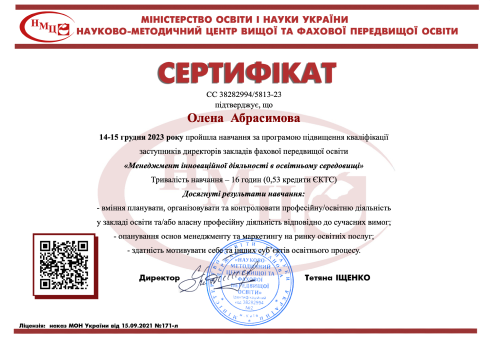 НМЦ
МІНІСТЕРСТВО ОСВІТИ І НАУКИ УКРАЇНИ
НАУКОВО-МЕТОДИЧНИЙ ЦЕНТР ВИЩОЇ ТА ФАХОВОЇ ПЕРЕДВИЩОЇ ОСВІТИ
СЕРТИФІКАТ
СС 38282994/5813-23
підтверджує, що
Олена Абрасимова
14-15 грудня 2023 року пройшла навчання за програмою підвищення кваліфікації
заступників директорів закладів фахової передвищої освіти
«Менеджмент інноваційної діяльності в освітньому середовищі»
Тривалість навчання – 16 годин (0,53 кредити ЄКТС)
Досягнуті результати навчання:
- вміння планувати, організовувати та контролювати професійну/освітню діяльність
у закладі освіти та/або власну професійну діяльність відповідно до сучасних вимог;
- опанування основ менеджменту та маркетингу на ринку освітніх послуг;
- здатність мотивувати себе та інших суб'єктів освітнього процесу.
Директор
Тетяна ІЩЕНКО
«НАУКОВО-
МЕТОДИЧНИЙ
ЦЕНТР ВИЩОЇ ТА
ФАХОВОЇ
ПЕРЕДВИЩОЇ
ОСВІТИ»
38282994
Ліцензія: наказ МОН України від 15.09.2021 №171-л